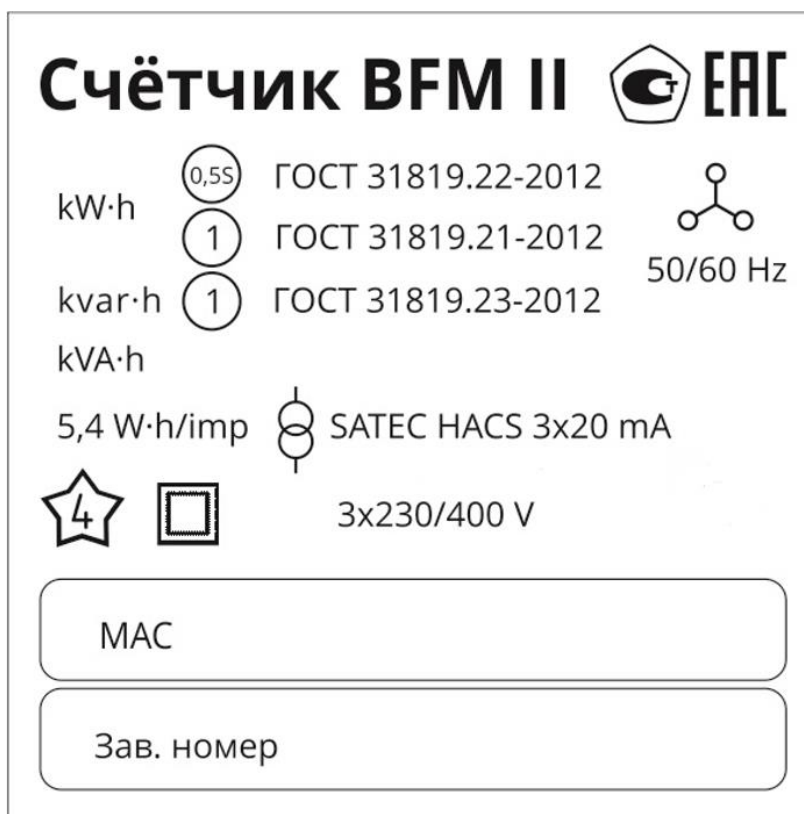 Счётчик BFM II EAC
kW·h
0,5S ГОСТ 31819.22-2012
1 ГОСТ 31819.21-2012
50/60 Hz
kvar·h 1 ГОСТ 31819.23-2012
kVA·h
5,4 W·h/imp SATEC HACS 3x20 mA
4 3x230/400 V
MAC
Зав. номер